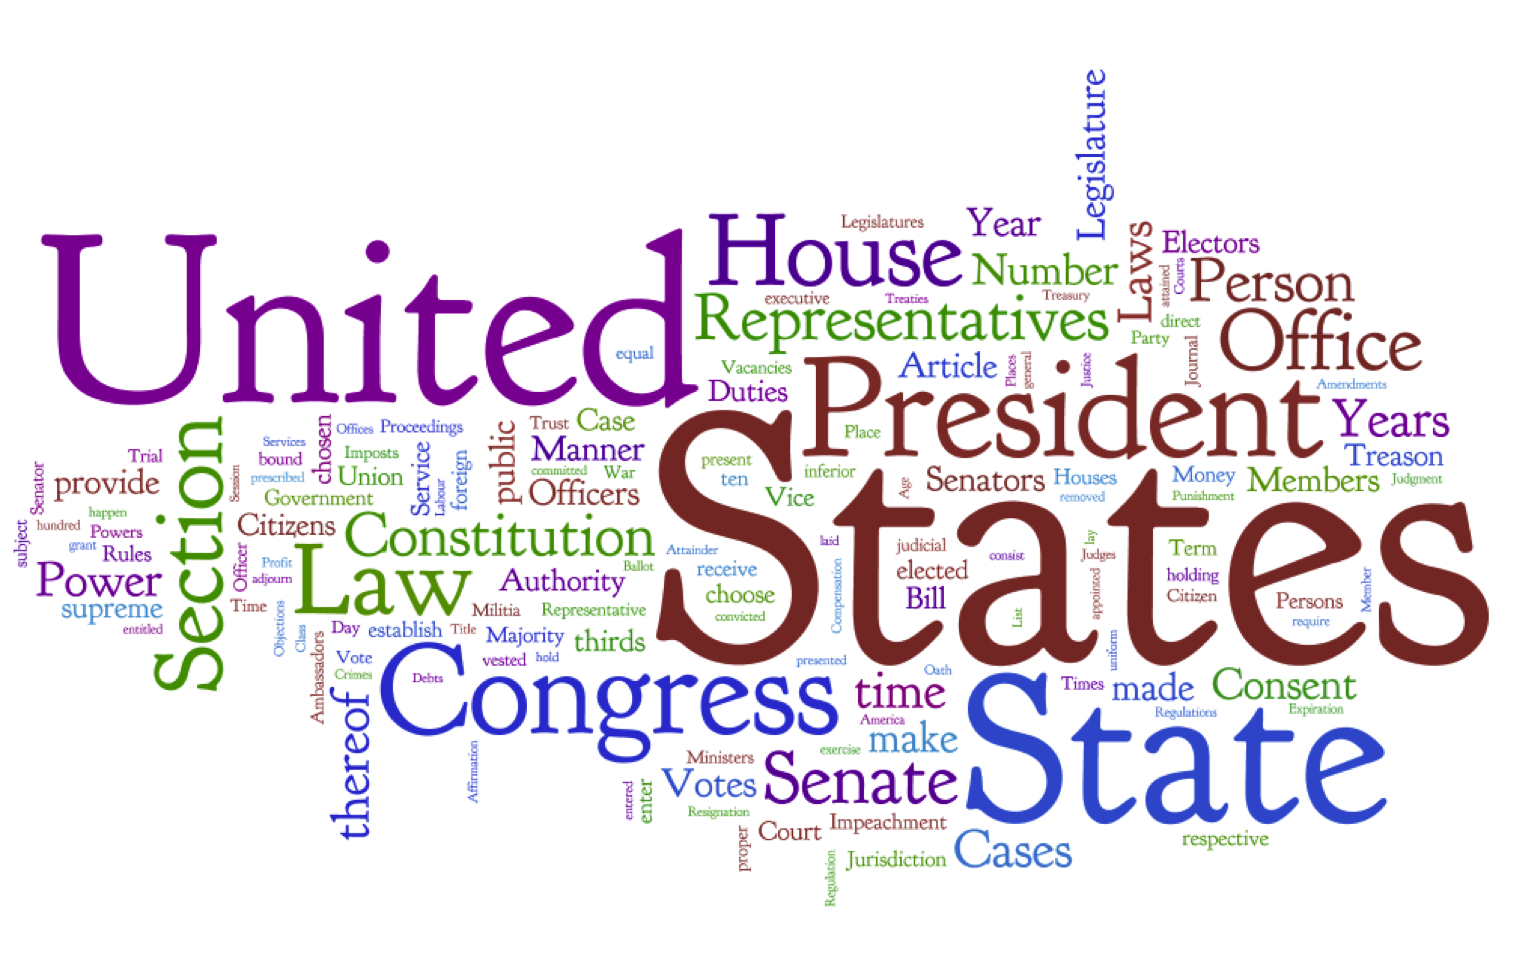 Legislature
House
Legislatures
Year
Laws
Electors
United
Number
Courts
attained
Person
executive
Treaties
Treasury
Representatives
direct
Party
Office
equal
Vacancies
Article
Places
general
Justice
Journal
Duties
President
Amendments
Years
Section
chosen
Offices
Proceedings
Trust
Case
Place
Services
Imposts
public
Manner
States
present
ten
inferior
Treason
Trial
bound
Service
foreign
committed
War
Senator
provide
Session
prescribed
Union
Labour
Officers
Vice
Age
Senators
Houses
removed
Money
Punishment
Members
Judgment
Government
happen
hundred
Powers
Citizens
Constitution
subject
grant
Rules
Officer
Profit
adjourn
Law
Ballot
Attainder
receive
laid
judicial
elected
consist
lay
Judges
Term
Power
supreme
Authority
choose
convicted
Compensation
Bill
List
appointed
holding
Citizen
Persons
require
Member
entitled
Time
Objections
Class
Militia
Representative
Day
establish
Title
Majority
thirds
uniform
Ambassadors
Vote
Crimes
vested
hold
presented
Oath
Congress
Debts
time
Times
made
Consent
Expiration
Regulations
America
State
thereof
Affirmation
exercise
make
Ministers
Votes
Senate
entered
enter
Resignation
proper
Court
Impeachment
Cases
respective
Regulation
Jurisdiction